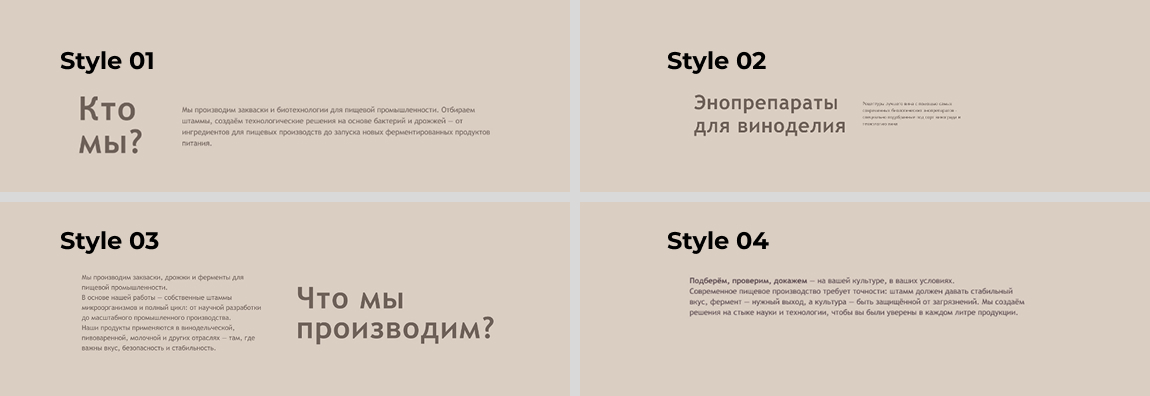 Style 01
Кто
мы?
Мы производим закваски и биотехнологии для пищевой промышленности. Отбираем
штаммы, создаём технологические решения на основе бактерий и дрожжей — от
ингредиентов для пищевых производств до запуска новых ферментированных продуктов
питания.
Style 02
Энопрепараты
для виноделия
Style 03
Мы производим закваски, дрожжи и ферменты для
пищевой промышленности.
В основе нашей работы — собственные штаммы
микроорганизмов и полный цикл: от научной разработки
до масштабного промышленного производства.
Наши продукты применяются в винодельческой,
пивоваренной, молочной и других отраслях — там, где
важны вкус, безопасность и стабильность.
Что мы
производим?
Style 04
Подберём, проверим, докажем — на вашей культуре, в ваших условиях.
Современное пищевое производство требует точности: штамм должен давать стабильный
вкус, фермент — нужный выход, а культура — быть защищённой от загрязнений. Мы создаём
решения на стыке науки и технологии, чтобы вы были уверены в каждом литре продукции.